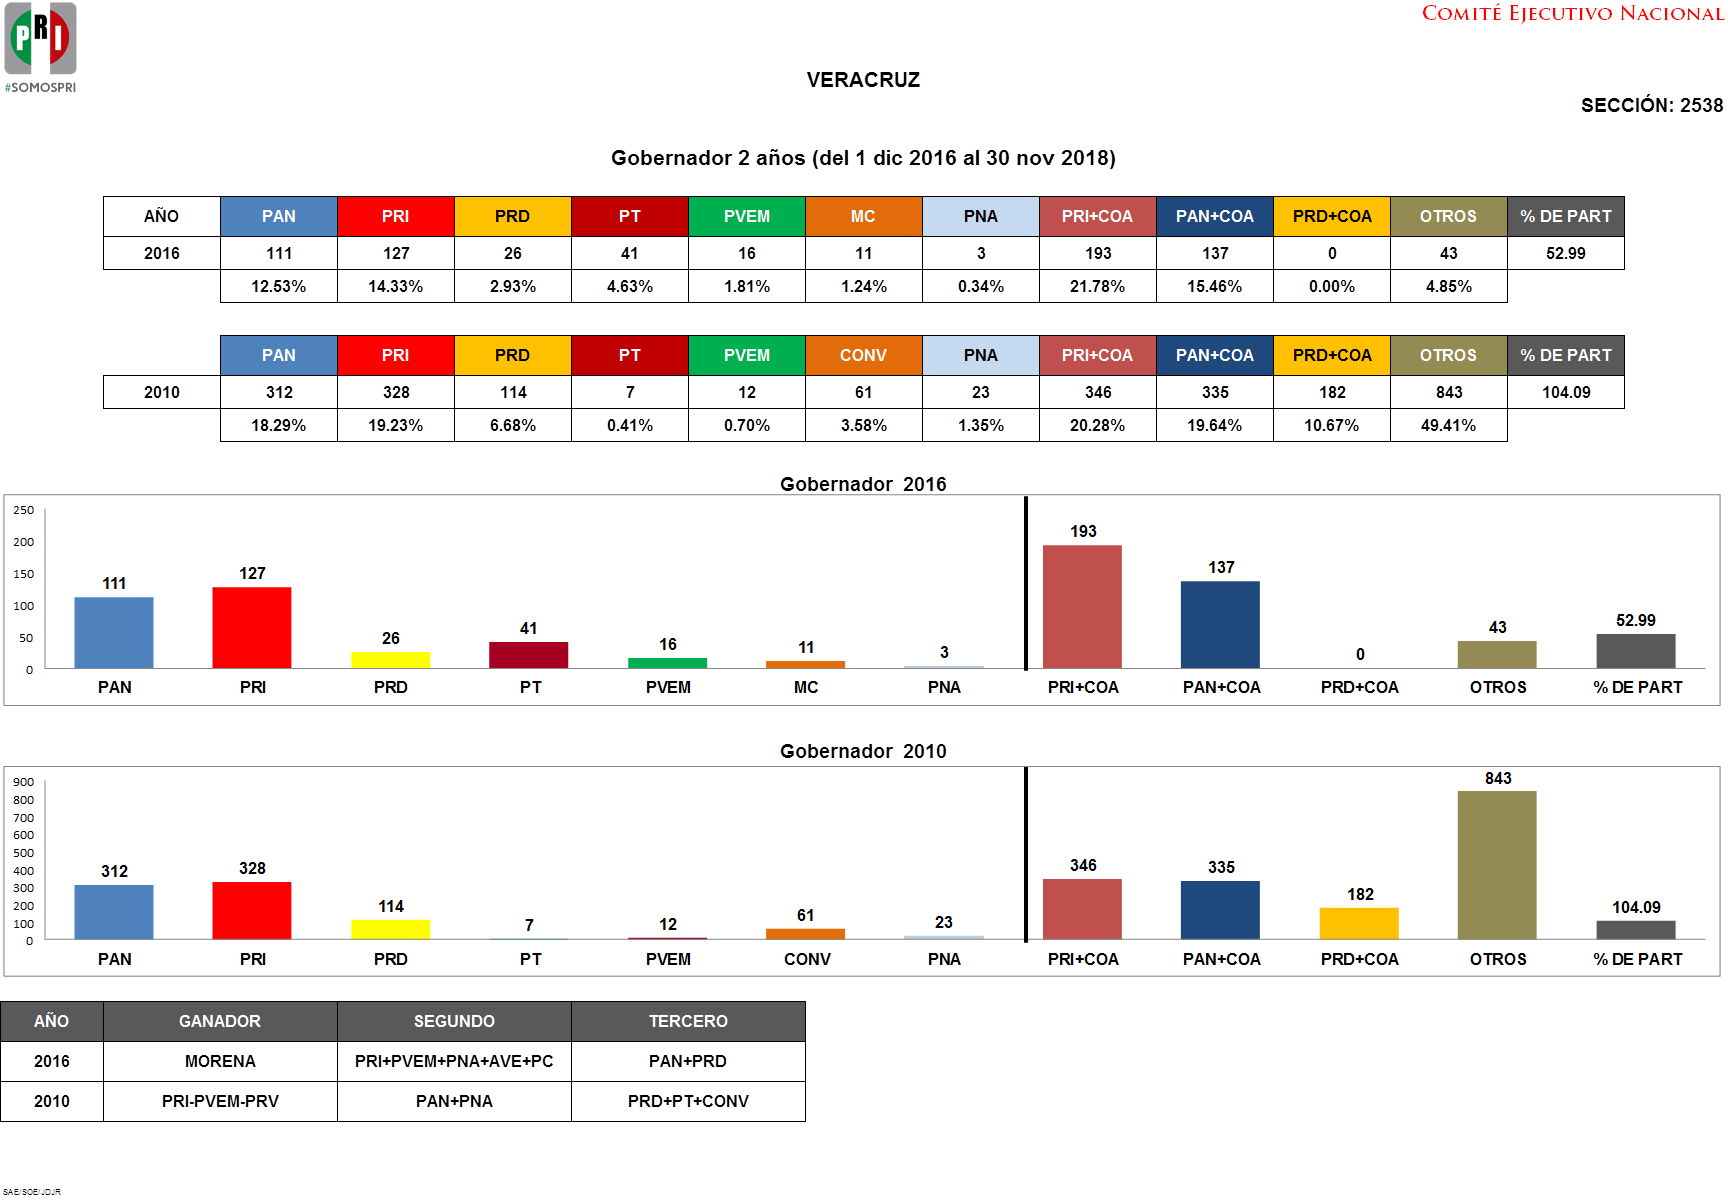 PRI
#SOMOSPRI
COMITÉ EJECUTIVO NACIONAL
VERACRUZ
SECCIÓN: 2538
Gobernador 2 años (del 1 dic 2016 al 30 nov 2018)
AÑO PAN PRI PRD PT PVEM MC PNA PRI+COA PAN+COA PRD+COA OTROS % DE PART
2016 111 127 26 41 16 11 3 193 137 0 43 52.99
12.53% 14.33% 2.93% 4.63% 1.81% 1.24% 0.34% 21.78% 15.46% 0.00% 4.85%
PAN PRI PRD PT PVEM CONV PNA PRI+COA PAN+COA PRD+COA OTROS % DE PART
2010 312 328 114 7 12 61 23 346 335 182 843 104.09
18.29% 19.23% 6.68% 0.41% 0.70% 3.58% 1.35% 20.28% 19.64% 10.67% 49.41%
Gobernador 2016
250
200
150
100
50
0
111 127 26 41 16 11 3 193 137 0 43 52.99
PAN PRI PRD PT PVEM MC PNA PRI+COA PAN+COA PRD+COA OTROS % DE PART
Gobernador 2010
900
800
700
600
500
400
300
200
100
0
312 328 114 7 12 61 23 346 335 182 843 104.09
PAN PRI PRD PT PVEM CONV PNA PRI+COA PAN+COA PRD+COA OTROS % DE PART
AÑO GANADOR SEGUNDO TERCERO
2016 MORENA PRI+PVEM+PNA+AVE+PC PAN+PRD
2010 PRI-PVEM-PRV PAN+PNA PRD+PT+CONV
SAE/SOE/JDJR